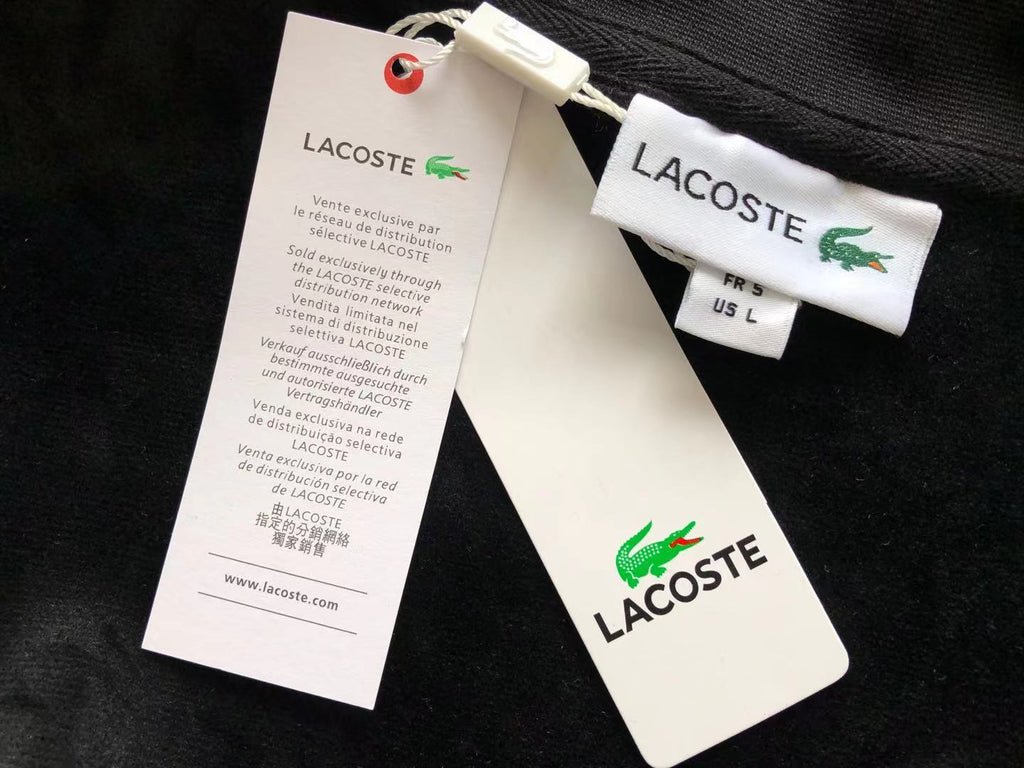 LACOSTE
Vente exclusive par
le réseau de distribution
sélective LACOSTE
Sold exclusively through
the LACOSTE selective
distribution network
Vendita limitata nel
sistema di distribuzione
selettiva LACOSTE
Verkauf ausschließlich durch
bestimmte ausgesuchte
und autorisierte LACOSTE
Vertragshändler
Venda exclusiva na rede
de distribuição selectiva
LACOSTE
Venta exclusiva por la red
de distribución selectiva
de LACOSTE
由LACOSTE
指定的分銷網絡
獨家銷售
www.lacoste.com
LACOSTE
LACOSTE
FR 5
US L